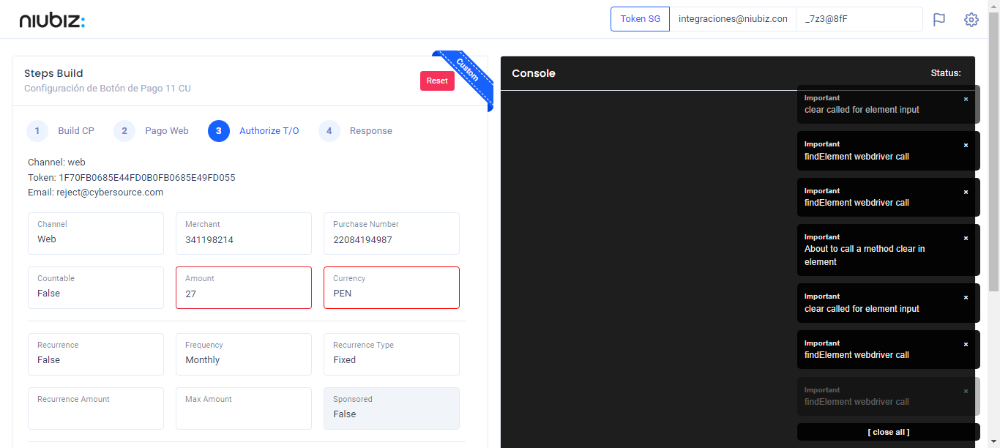 niubiz:
Token SG
integraciones@niubiz.con
_7z3@8fF
Steps Build
Configuración de Botón de Pago 11 CU
Reset
Custom
1 Build CP 2 Pago Web 3 Authorize T/O 4 Response
Channel: web
Token: 1F70FB0685E44FD0B0FB0685E49FD055
Email: reject@cybersource.com
Channel
Web
Merchant
341198214
Purchase Number
22084194987
Countable
False
Amount
27
Currency
PEN
Recurrence
False
Frequency
Monthly
Recurrence Type
Fixed
Recurrence Amount
Max Amount
Sponsored
False
Console
Status:
Important ×
clear called for element input
Important ×
findElement webdriver call
Important ×
findElement webdriver call
Important ×
About to call a method clear in
element
Important ×
clear called for element input
Important ×
findElement webdriver call
Important ×
findElement webdriver call
[ close all ]